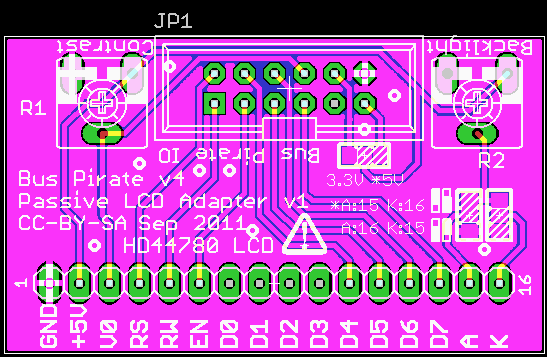 JP1
Contrast
Backlight
R1
R2
Bus Pirate IO
3.3V *5V
Bus Pirate v4
Passive LCD Adapter v1
CC-BY-SA Sep 2011
HD44780 LCD
*A:15 K:16
A:16 K:15
1
16
GND
+5V
V0
RS
RW
EN
D0
D1
D2
D3
D4
D5
D6
D7
A
K